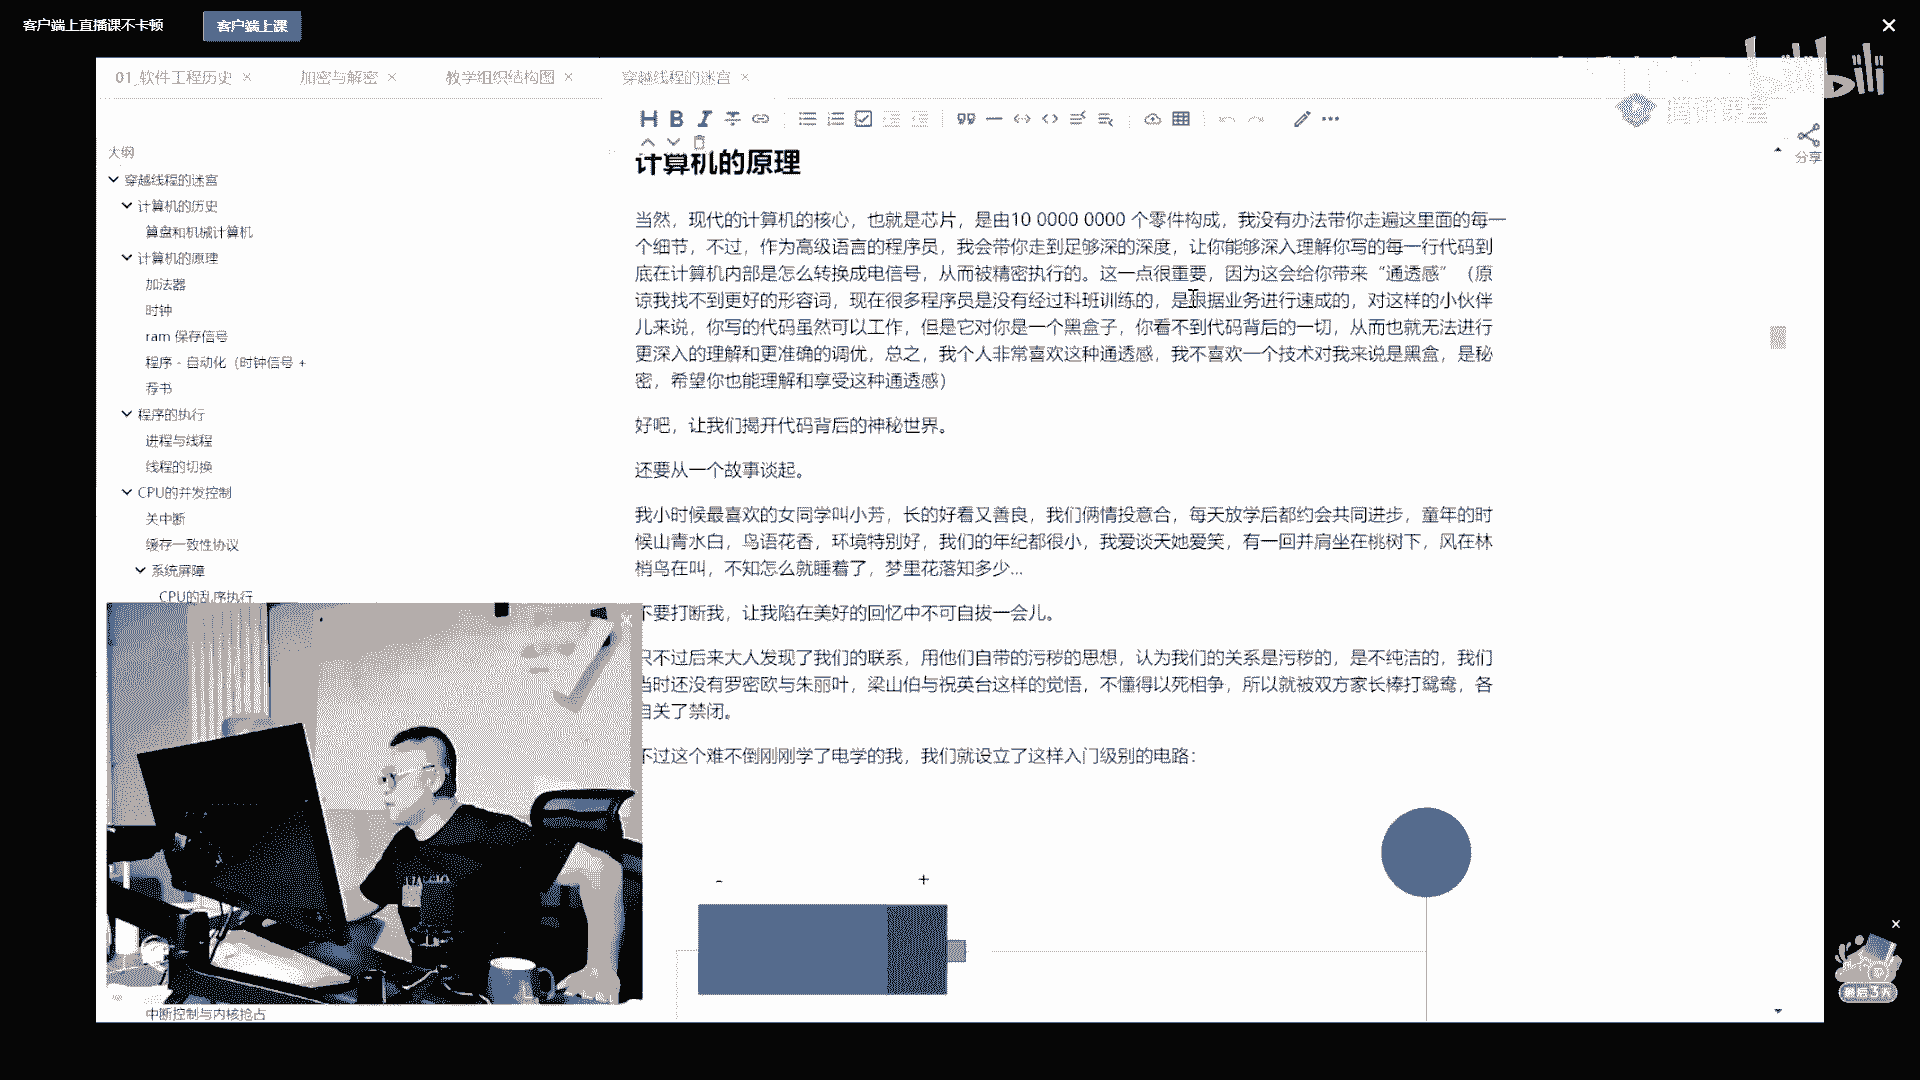 客户端上直播课不卡顿
客户端上课
bilibili
01_软件工程历史
加密与解密
教学组织结构图
穿越线程的迷宫
腾讯课堂
分享
大纲
穿越线程的迷宫
计算机的历史
算盘和机械计算机
计算机的原理
加法器
时钟
ram 保存信号
程序 - 自动化（时钟信号 +
荐书
程序的执行
进程与线程
线程的切换
CPU的并发控制
关中断
缓存一致性协议
系统屏障
CPU的乱序执行
中断控制与内核抢占
计算机的原理
当然，现代的计算机的核心，也就是芯片，是由10 0000 0000 个零件构成，我没有办法带你走遍这里面的每一
个细节，不过，作为高级语言的程序员，我会带你走到足够深的深度，让你能够深入理解你写的每一行代码到
底在计算机内部是怎么转换成电信号，从而被精密执行的。这一点很重要，因为这会给你带来“通透感”（原
谅我找不到更好的形容词，现在很多程序员是没有经过科班训练的，是根据业务进行速成的，对这样的小伙伴
儿来说，你写的代码虽然可以工作，但是它对你是一个黑盒子，你看不到代码背后的一切，从而也就无法进行
更深入的理解和更准确的调优，总之，我个人非常喜欢这种通透感，我不喜欢一个技术对我来说是黑盒，是秘
密，希望你也能理解和享受这种通透感）
好吧，让我们揭开代码背后的神秘世界。
还要从一个故事谈起。
我小时候最喜欢的女同学叫小芳，长的好看又善良，我们俩情投意合，每天放学后都约会共同进步，童年的时
候山青水白，鸟语花香，环境特别好，我们的年纪都很小，我爱谈天她爱笑，有一回并肩坐在桃树下，风在林
梢鸟在叫，不知怎么就睡着了，梦里花落知多少...
不要打断我，让我陷在美好的回忆中不可自拔一会儿。
只不过后来大人发现了我们的联系，用他们自带的污秽的思想，认为我们的关系是污秽的，是不纯洁的，我们
当时还没有罗密欧与朱丽叶，梁山伯与祝英台这样的觉悟，不懂得以死相争，所以就被双方家长棒打鸳鸯，各
自关了禁闭。
不过这个难不倒刚刚学了电学的我，我们就设立了这样入门级别的电路：
- +
最后3天